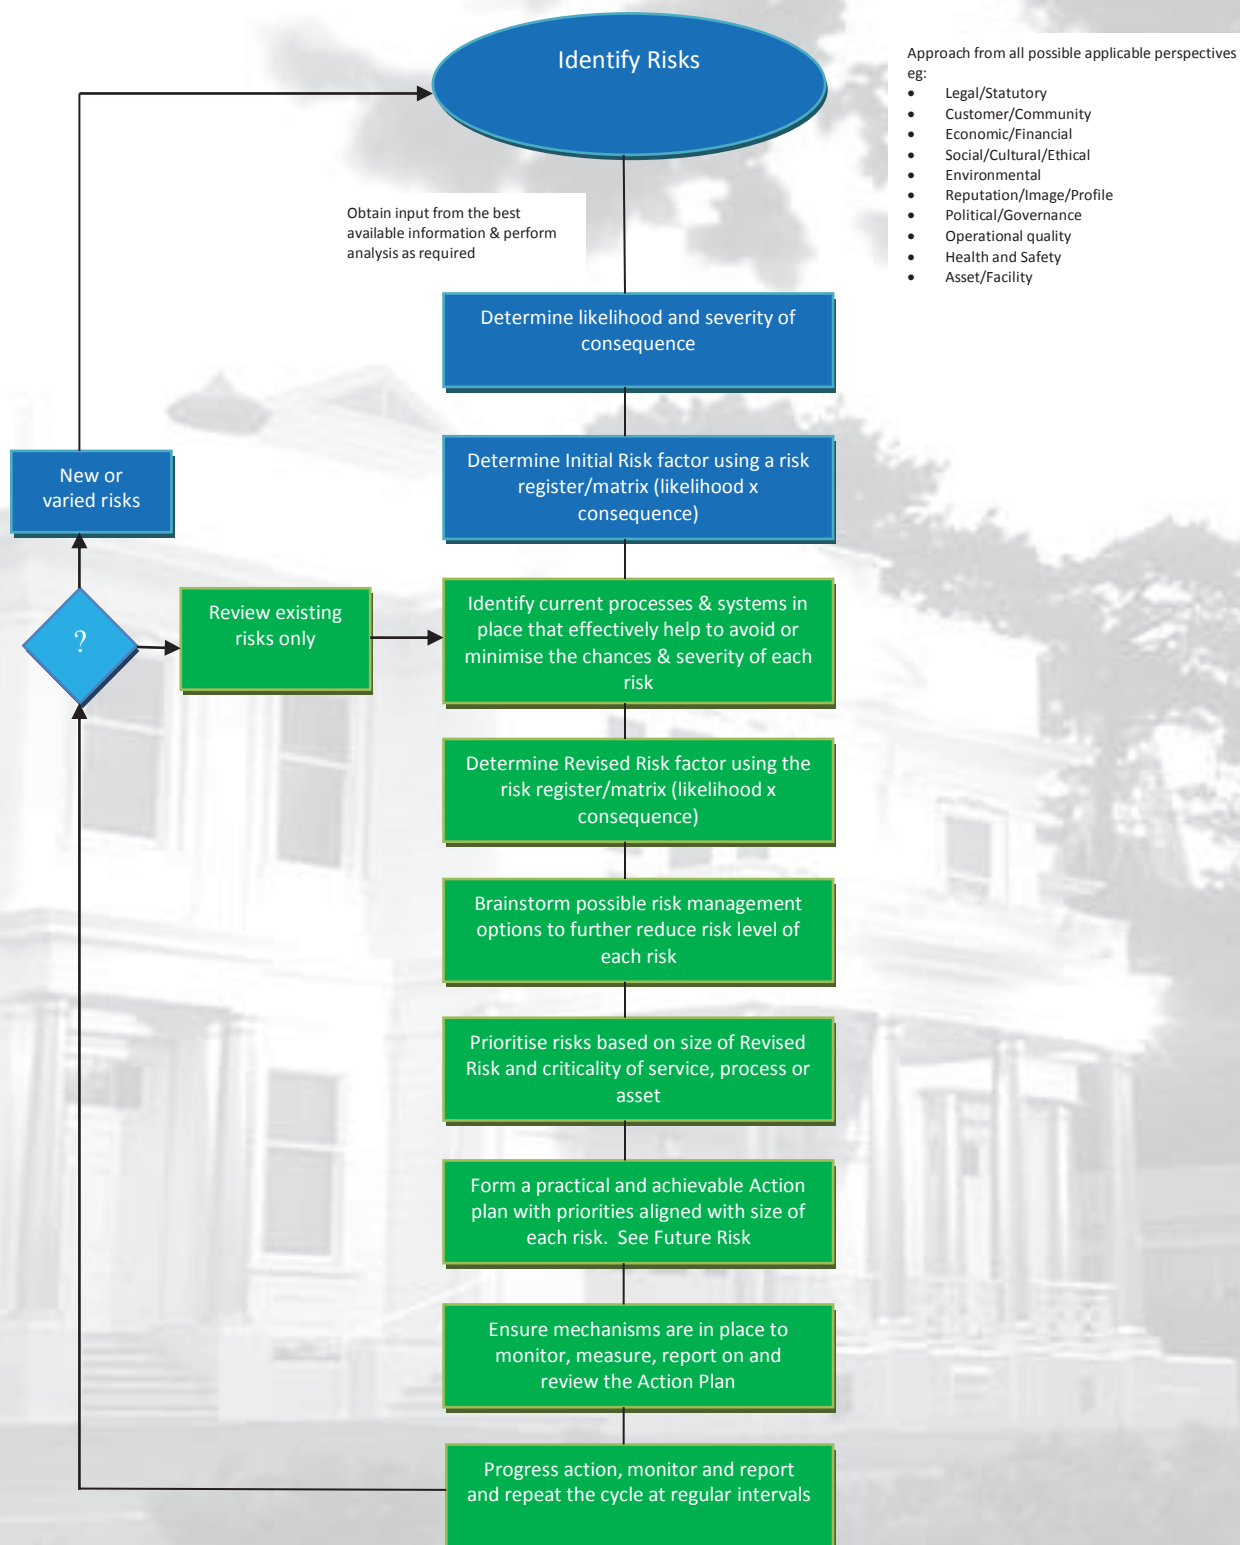 Identify Risks
Approach from all possible applicable perspectives
eg:
• Legal/Statutory
• Customer/Community
• Economic/Financial
• Social/Cultural/Ethical
• Environmental
• Reputation/Image/Profile
• Political/Governance
• Operational quality
• Health and Safety
• Asset/Facility
Obtain input from the best
available information & perform
analysis as required
Determine likelihood and severity of
consequence
Determine Initial Risk factor using a risk
register/matrix (likelihood x
consequence)
New or
varied risks
?
Review existing
risks only
Identify current processes & systems in
place that effectively help to avoid or
minimise the chances & severity of each
risk
Determine Revised Risk factor using the
risk register/matrix (likelihood x
consequence)
Brainstorm possible risk management
options to further reduce risk level of
each risk
Prioritise risks based on size of Revised
Risk and criticality of service, process or
asset
Form a practical and achievable Action
plan with priorities aligned with size of
each risk.  See Future Risk
Ensure mechanisms are in place to
monitor, measure, report on and
review the Action Plan
Progress action, monitor and report
and repeat the cycle at regular intervals